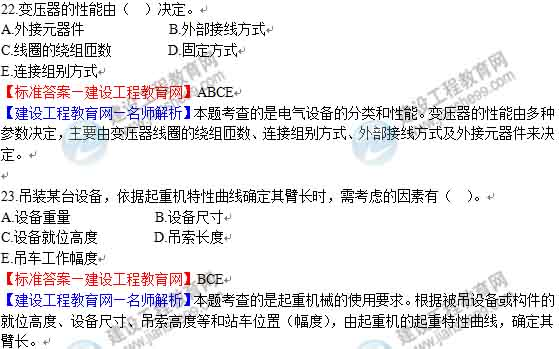 22.变压器的性能由（  ）决定。
A.外接元器件 B.外部接线方式
C.线圈的绕组匝数 D.固定方式
E.连接组别方式
【标准答案—建设工程教育网】ABCE
【建设工程教育网—名师解析】本题考查的是电气设备的分类和性能。变压器的性能由多种
参数决定，主要由变压器线圈的绕组匝数、连接组别方式、外部接线方式及外接元器件来决
定。
23.吊装某台设备，依据起重机特性曲线确定其臂长时，需考虑的因素有（  ）。
A.设备重量 B.设备尺寸
C.设备就位高度 D.吊索长度
E.吊车工作幅度
【标准答案—建设工程教育网】BCE
【建设工程教育网—名师解析】本题考查的是起重机械的使用要求。根据被吊设备或构件的
就位高度、设备尺寸、吊索高度等和站车位置（幅度），由起重机的起重特性曲线，确定其
臂长。